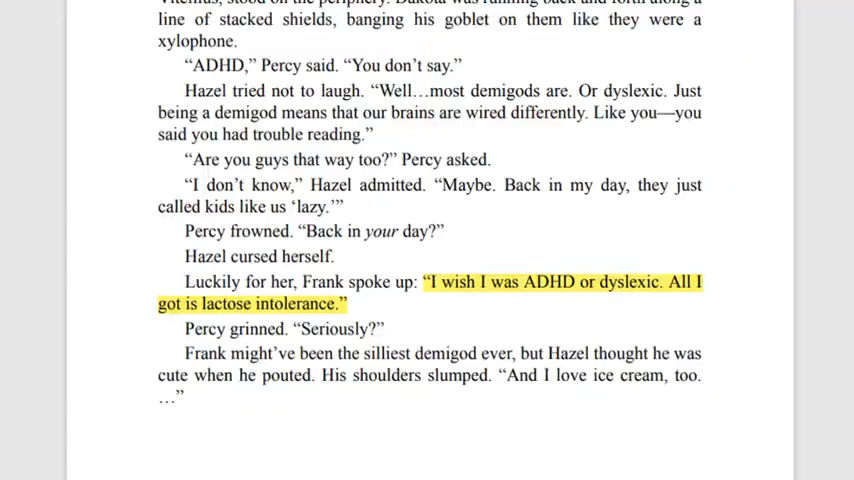 line of stacked shields, banging his goblet on them like they were a
xylophone.
“ADHD,” Percy said. “You don’t say.”
Hazel tried not to laugh. “Well…most demigods are. Or dyslexic. Just
being a demigod means that our brains are wired differently. Like you—you
said you had trouble reading.”
“Are you guys that way too?” Percy asked.
“I don’t know,” Hazel admitted. “Maybe. Back in my day, they just
called kids like us ‘lazy.’”
Percy frowned. “Back in your day?”
Hazel cursed herself.
Luckily for her, Frank spoke up: “I wish I was ADHD or dyslexic. All I
got is lactose intolerance.”
Percy grinned. “Seriously?”
Frank might’ve been the silliest demigod ever, but Hazel thought he was
cute when he pouted. His shoulders slumped. “And I love ice cream, too.
…”